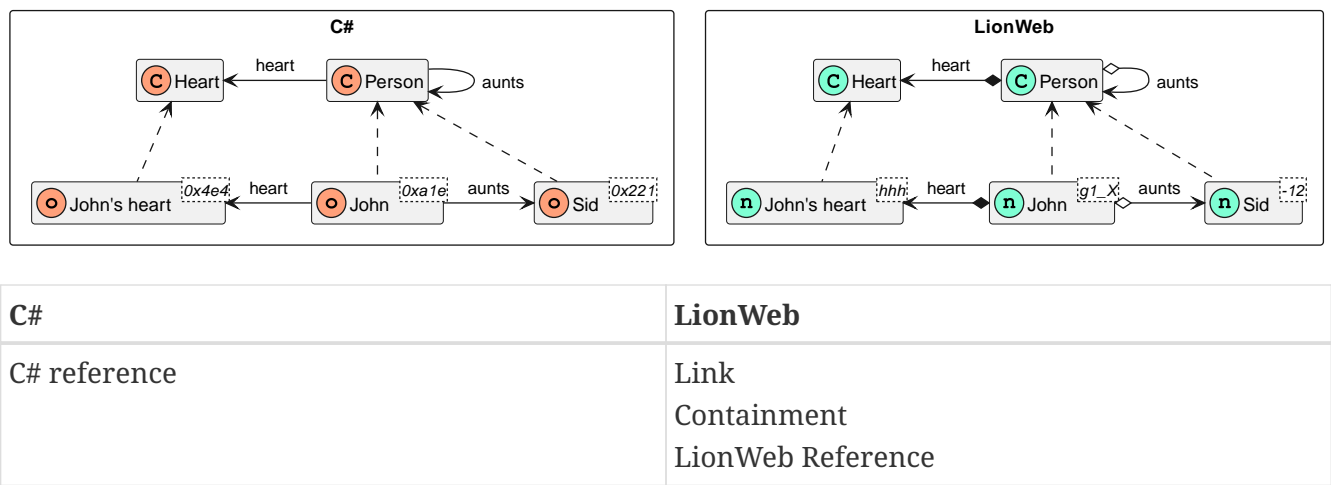 C#
heart
C Heart
C Person
aunts
0x4e4
heart
0xa1e
aunts
0x221
o John's heart
o John
o Sid
LionWeb
heart
C Heart
C Person
aunts
hhh
heart
g1_X
aunts
-12
n John's heart
n John
n Sid
C#
LionWeb
C# reference
Link
Containment
LionWeb Reference